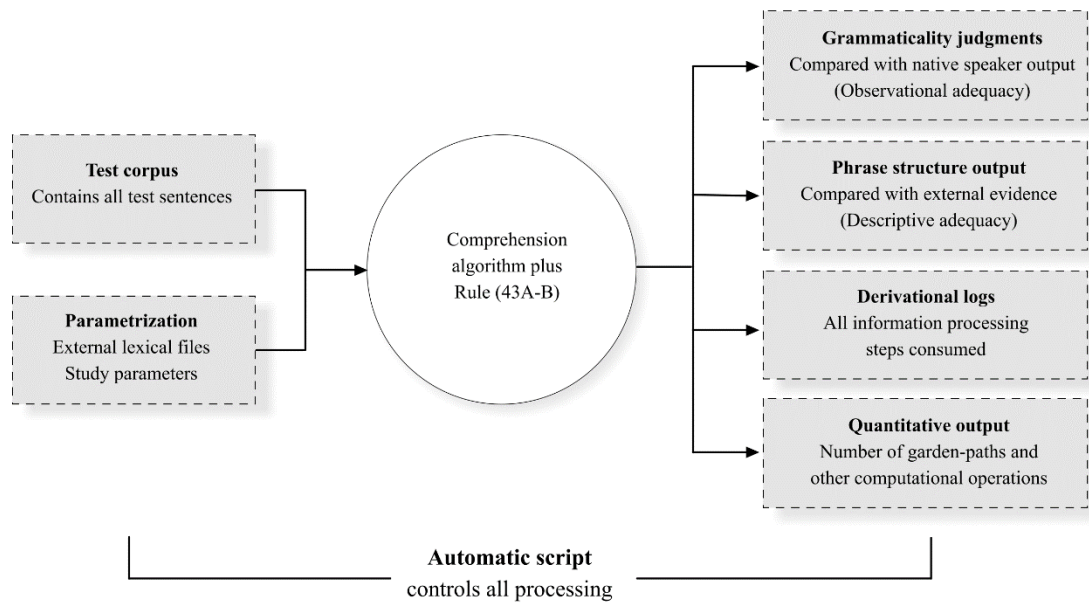 Test corpus
Contains all test sentences
Parametrization
External lexical files
Study parameters
Comprehension
algorithm plus
Rule (43A-B)
Grammaticality judgments
Compared with native speaker output
(Observational adequacy)
Phrase structure output
Compared with external evidence
(Descriptive adequacy)
Derivational logs
All information processing
steps consumed
Quantitative output
Number of garden-paths and
other computational operations
Automatic script
controls all processing